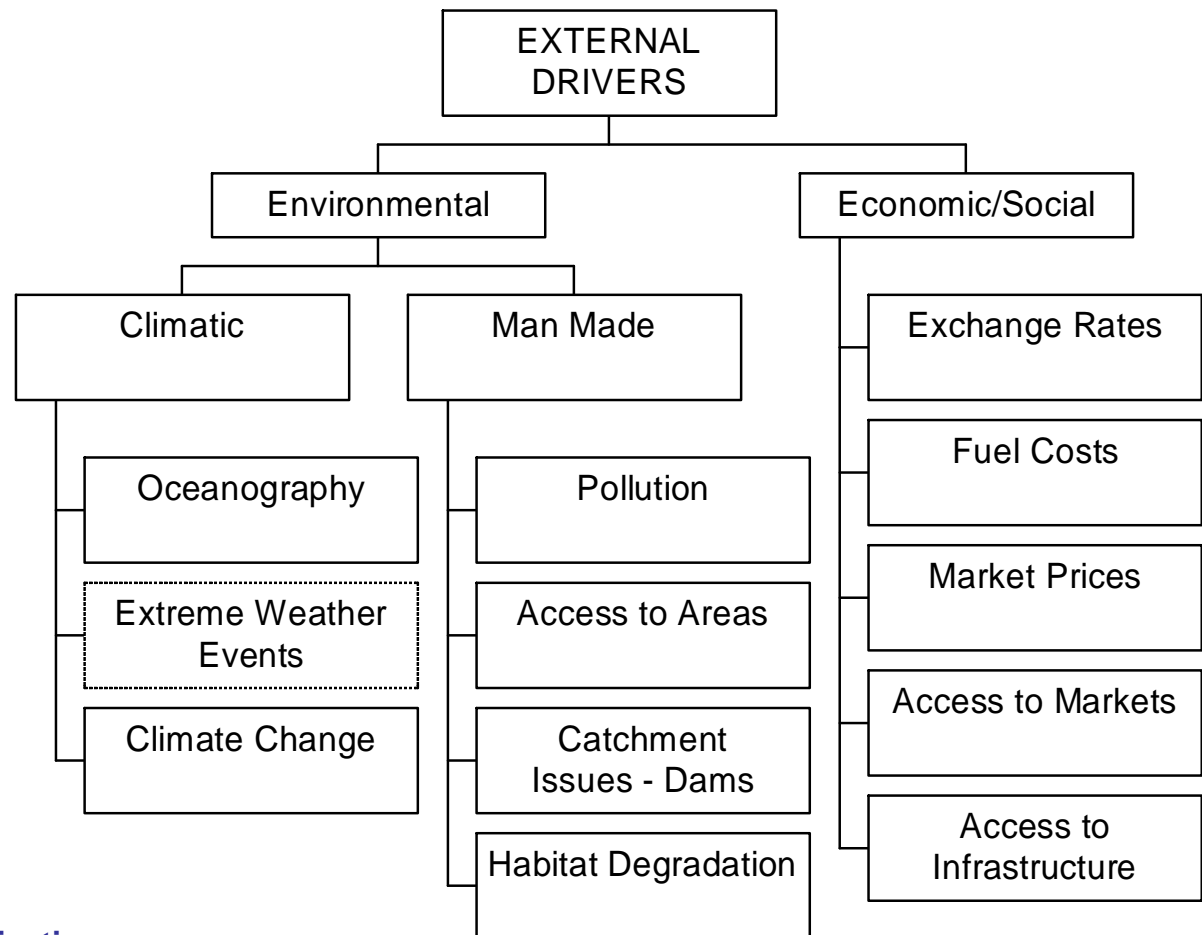 EXTERNAL
DRIVERS
Environmental
Economic/Social
Climatic
Man Made
Exchange Rates
Fuel Costs
Oceanography
Pollution
Market Prices
Extreme Weather
Events
Access to Areas
Access to Markets
Climate Change
Catchment
Issues - Dams
Access to
Infrastructure
Habitat Degradation